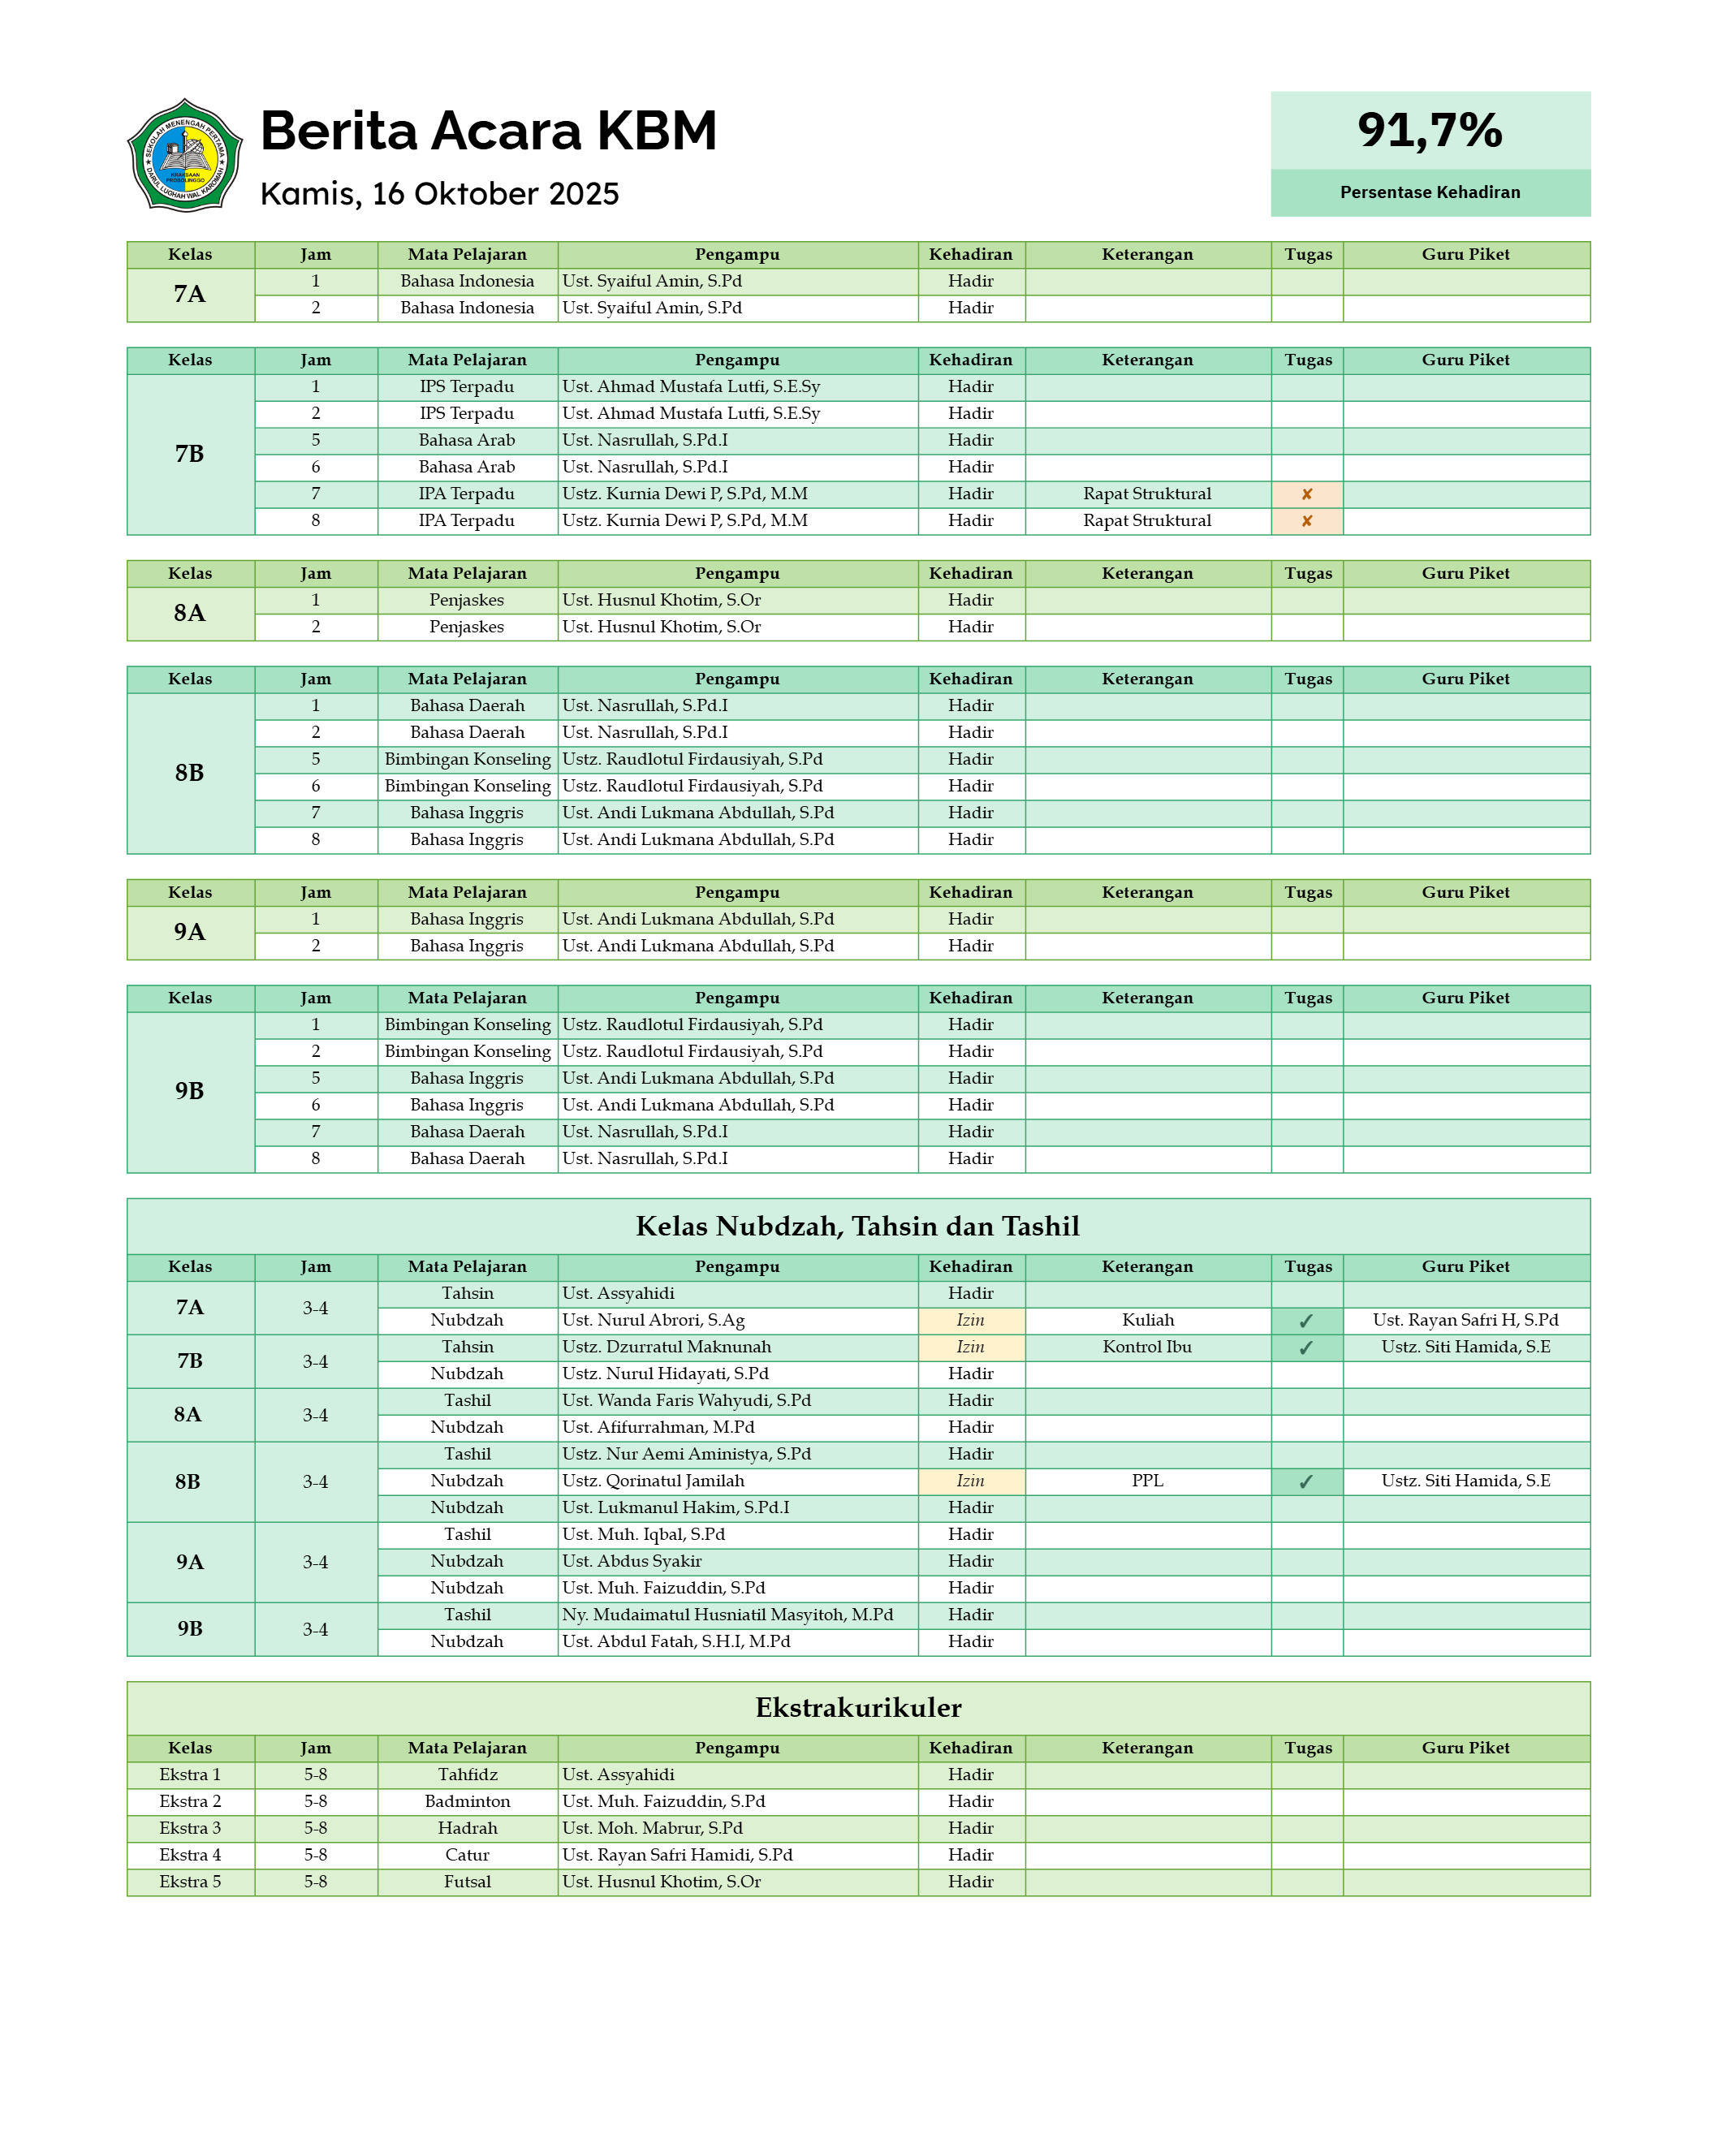 SEKOLAH MENENGAH PERTAMA
KRAKSAAN
PROBOLINGGO
DARUL LUGHAH WAL KAROMAH
Berita Acara KBM
Kamis, 16 Oktober 2025
91,7%
Persentase Kehadiran
Kelas Jam Mata Pelajaran Pengampu Kehadiran Keterangan Tugas Guru Piket
7A 1 Bahasa Indonesia Ust. Syaiful Amin, S.Pd Hadir
2 Bahasa Indonesia Ust. Syaiful Amin, S.Pd Hadir
Kelas Jam Mata Pelajaran Pengampu Kehadiran Keterangan Tugas Guru Piket
7B 1 IPS Terpadu Ust. Ahmad Mustafa Lutfi, S.E.Sy Hadir
2 IPS Terpadu Ust. Ahmad Mustafa Lutfi, S.E.Sy Hadir
5 Bahasa Arab Ust. Nasrullah, S.Pd.I Hadir
6 Bahasa Arab Ust. Nasrullah, S.Pd.I Hadir
7 IPA Terpadu Ustz. Kurnia Dewi P, S.Pd, M.M Hadir Rapat Struktural ✘
8 IPA Terpadu Ustz. Kurnia Dewi P, S.Pd, M.M Hadir Rapat Struktural ✘
Kelas Jam Mata Pelajaran Pengampu Kehadiran Keterangan Tugas Guru Piket
8A 1 Penjaskes Ust. Husnul Khotim, S.Or Hadir
2 Penjaskes Ust. Husnul Khotim, S.Or Hadir
Kelas Jam Mata Pelajaran Pengampu Kehadiran Keterangan Tugas Guru Piket
8B 1 Bahasa Daerah Ust. Nasrullah, S.Pd.I Hadir
2 Bahasa Daerah Ust. Nasrullah, S.Pd.I Hadir
5 Bimbingan Konseling Ustz. Raudlotul Firdausiyah, S.Pd Hadir
6 Bimbingan Konseling Ustz. Raudlotul Firdausiyah, S.Pd Hadir
7 Bahasa Inggris Ust. Andi Lukmana Abdullah, S.Pd Hadir
8 Bahasa Inggris Ust. Andi Lukmana Abdullah, S.Pd Hadir
Kelas Jam Mata Pelajaran Pengampu Kehadiran Keterangan Tugas Guru Piket
9A 1 Bahasa Inggris Ust. Andi Lukmana Abdullah, S.Pd Hadir
2 Bahasa Inggris Ust. Andi Lukmana Abdullah, S.Pd Hadir
Kelas Jam Mata Pelajaran Pengampu Kehadiran Keterangan Tugas Guru Piket
9B 1 Bimbingan Konseling Ustz. Raudlotul Firdausiyah, S.Pd Hadir
2 Bimbingan Konseling Ustz. Raudlotul Firdausiyah, S.Pd Hadir
5 Bahasa Inggris Ust. Andi Lukmana Abdullah, S.Pd Hadir
6 Bahasa Inggris Ust. Andi Lukmana Abdullah, S.Pd Hadir
7 Bahasa Daerah Ust. Nasrullah, S.Pd.I Hadir
8 Bahasa Daerah Ust. Nasrullah, S.Pd.I Hadir
Kelas Nubdzah, Tahsin dan Tashil
Kelas Jam Mata Pelajaran Pengampu Kehadiran Keterangan Tugas Guru Piket
7A 3-4 Tahsin Ust. Assyahidi Hadir
Nubdzah Ust. Nurul Abrori, S.Ag Izin Kuliah ✓ Ust. Rayan Safri H, S.Pd
7B 3-4 Tahsin Ustz. Dzurratul Maknunah Izin Kontrol Ibu ✓ Ustz. Siti Hamida, S.E
Nubdzah Ustz. Nurul Hidayati, S.Pd Hadir
8A 3-4 Tashil Ust. Wanda Faris Wahyudi, S.Pd Hadir
Nubdzah Ust. Afifurrahman, M.Pd Hadir
8B 3-4 Tashil Ustz. Nur Aemi Aministya, S.Pd Hadir
Nubdzah Ustz. Qorinatul Jamilah Izin PPL ✓ Ustz. Siti Hamida, S.E
Nubdzah Ust. Lukmanul Hakim, S.Pd.I Hadir
9A 3-4 Tashil Ust. Muh. Iqbal, S.Pd Hadir
Nubdzah Ust. Abdus Syakir Hadir
Nubdzah Ust. Muh. Faizuddin, S.Pd Hadir
9B 3-4 Tashil Ny. Mudaimatul Husniatil Masyitoh, M.Pd Hadir
Nubdzah Ust. Abdul Fatah, S.H.I, M.Pd Hadir
Ekstrakurikuler
Kelas Jam Mata Pelajaran Pengampu Kehadiran Keterangan Tugas Guru Piket
Ekstra 1 5-8 Tahfidz Ust. Assyahidi Hadir
Ekstra 2 5-8 Badminton Ust. Muh. Faizuddin, S.Pd Hadir
Ekstra 3 5-8 Hadrah Ust. Moh. Mabrur, S.Pd Hadir
Ekstra 4 5-8 Catur Ust. Rayan Safri Hamidi, S.Pd Hadir
Ekstra 5 5-8 Futsal Ust. Husnul Khotim, S.Or Hadir